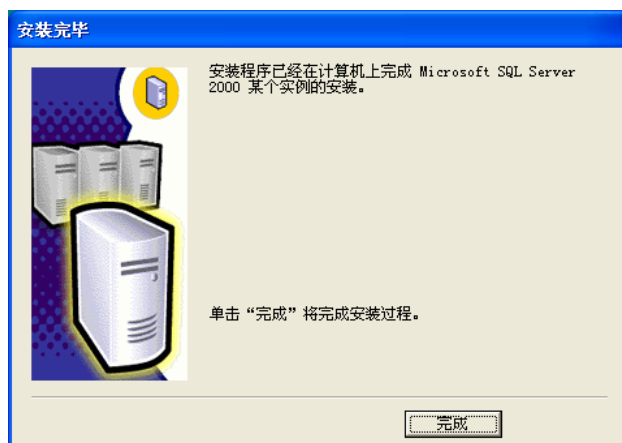 安装完毕
安装程序已经在计算机上完成 Microsoft SQL Server
2000 某个实例的安装。
单击“完成”将完成安装过程。
完成